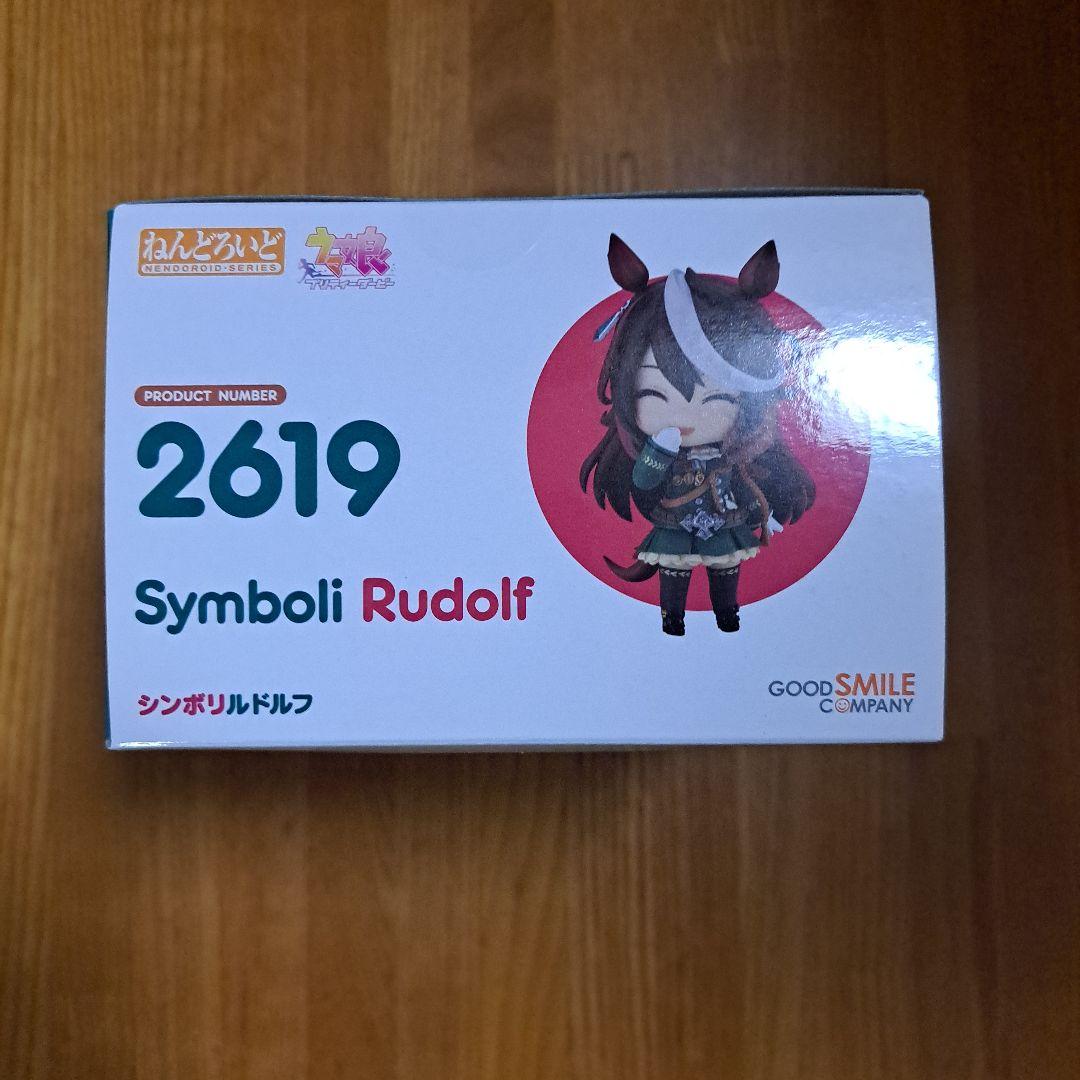 ねんどろいど
NENDOROID・SERIES
ウマ娘
プリティーダービー
PRODUCT NUMBER
2619
Symboli Rudolf
シンボリルドルフ
GOOD SMILE
COMPANY